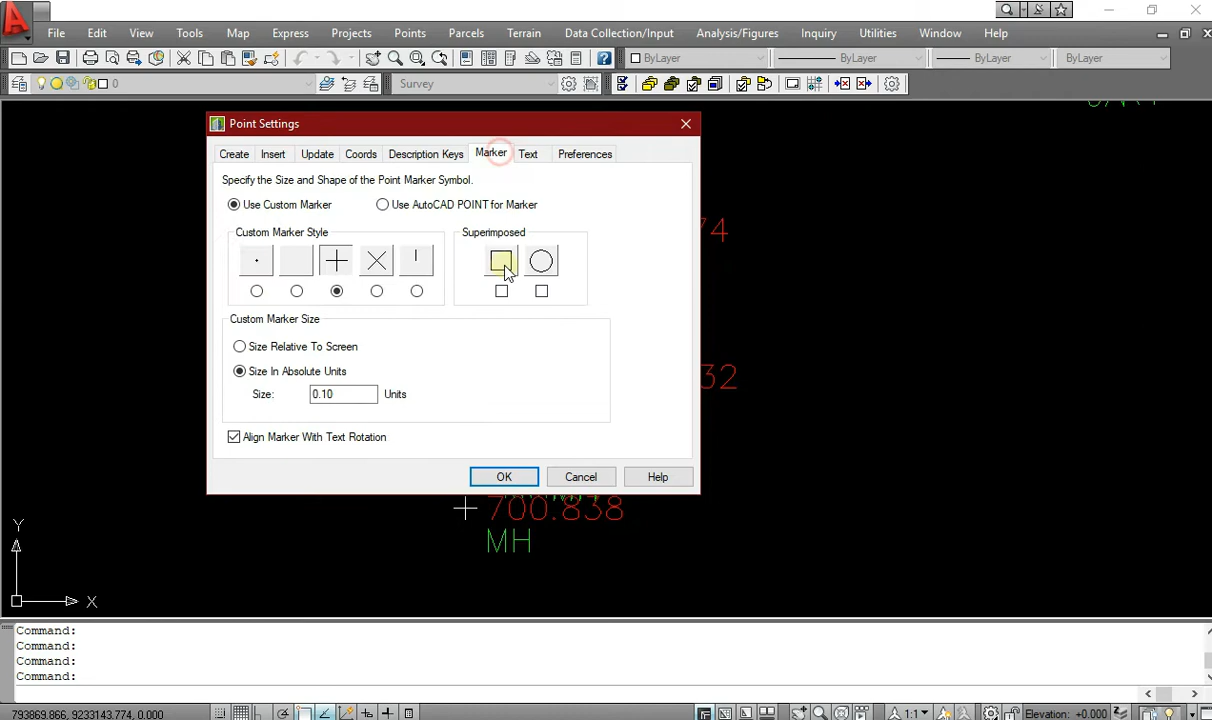 File Edit View Tools Map Express Projects Points Parcels Terrain Data Collection/Input Analysis/Figures Inquiry Utilities Window Help
ByLayer ByLayer ByLayer ByLayer
0 Survey
Point Settings
Create Insert Update Coords Description Keys Marker Text Preferences
Specify the Size and Shape of the Point Marker Symbol.
Use Custom Marker Use AutoCAD POINT for Marker
74
Custom Marker Style Superimposed
Custom Marker Size
Size Relative To Screen
Size In Absolute Units
32
Size: 0.10 Units
Align Marker With Text Rotation
OK Cancel Help
700.838
MH
Y
X
Command:
Command:
Command:
Command:
793869.866, 9233143.774, 0.000 1:1 Elevation: +0.000